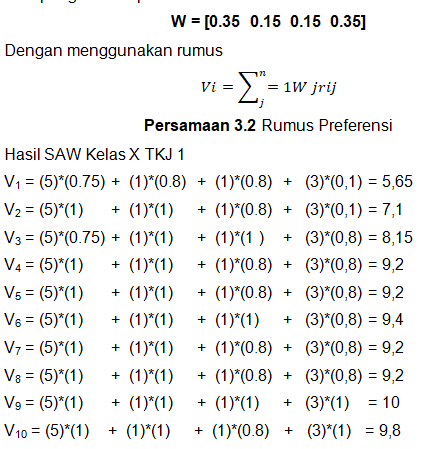 W = [0.35 0.15 0.15 0.35]
Dengan menggunakan rumus
Vi = ∑ⁿⱼ = 1W jrij
Persamaan 3.2 Rumus Preferensi
Hasil SAW Kelas X TKJ 1
V₁ = (5)*(0.75) + (1)*(0.8) + (1)*(0.8) + (3)*(0,1) = 5,65
V₂ = (5)*(1) + (1)*(1) + (1)*(0.8) + (3)*(0,1) = 7,1
V₃ = (5)*(0.75) + (1)*(1) + (1)*(1 ) + (3)*(0,8) = 8,15
V₄ = (5)*(1) + (1)*(1) + (1)*(0.8) + (3)*(0,8) = 9,2
V₅ = (5)*(1) + (1)*(1) + (1)*(0.8) + (3)*(0,8) = 9,2
V₆ = (5)*(1) + (1)*(1) + (1)*(1) + (3)*(0,8) = 9,4
V₇ = (5)*(1) + (1)*(1) + (1)*(0.8) + (3)*(0,8) = 9,2
V₈ = (5)*(1) + (1)*(1) + (1)*(0.8) + (3)*(0,8) = 9,2
V₉ = (5)*(1) + (1)*(1) + (1)*(1) + (3)*(1) = 10
V₁₀ = (5)*(1) + (1)*(1) + (1)*(0.8) + (3)*(1) = 9,8